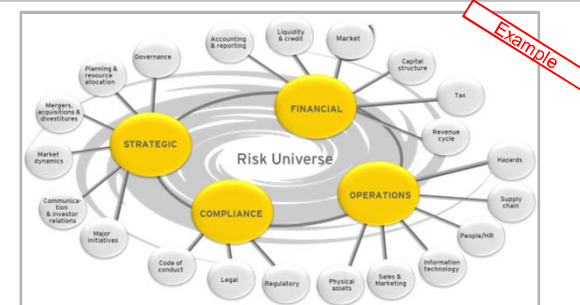 Example
Liquidity
& credit
Accounting
& reporting
Market
Governance
Capital
structure
Planning &
resource
allocation
Tax
Mergers,
acquisitions &
divestitures
FINANCIAL
Revenue
cycle
STRATEGIC
Market
dynamics
Risk Universe
Hazards
Communica-
tion
& investor
relations
OPERATIONS
Supply
chain
COMPLIANCE
Major
initiatives
People/HR
Code of
conduct
Information
technology
Legal
Regulatory
Physical
assets
Sales &
Marketing